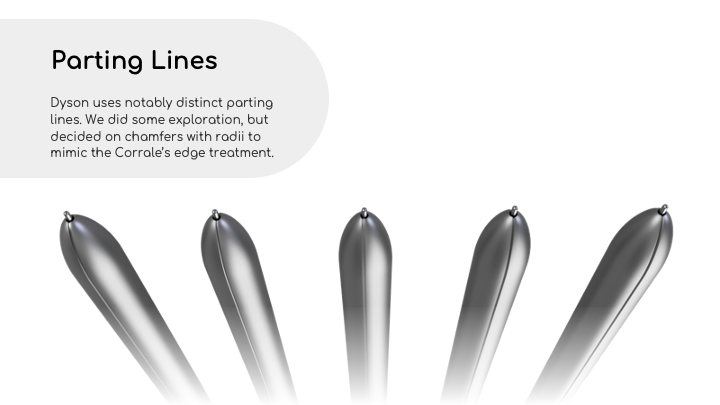 Parting Lines
Dyson uses notably distinct parting
lines. We did some exploration, but
decided on chamfers with radii to
mimic the Corrale's edge treatment.